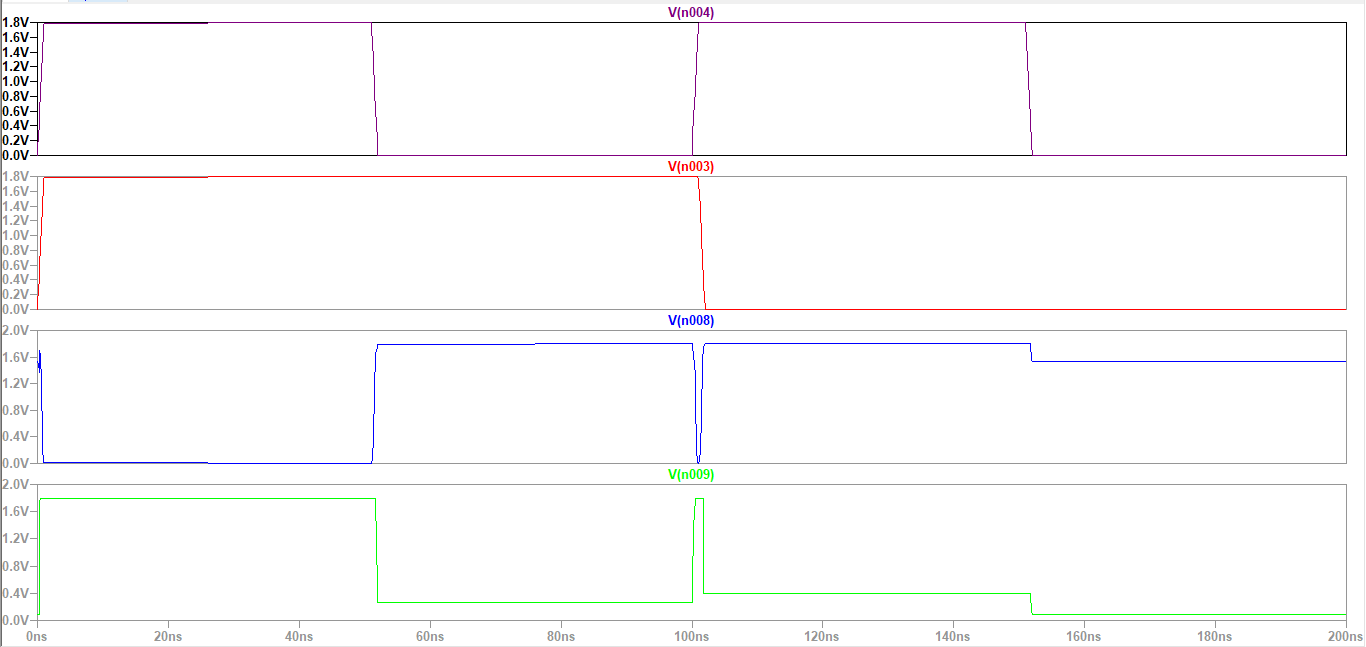 V(n004)
1.8V
1.6V
1.4V
1.2V
1.0V
0.8V
0.6V
0.4V
0.2V
0.0V
V(n003)
1.8V
1.6V
1.4V
1.2V
1.0V
0.8V
0.6V
0.4V
0.2V
0.0V
V(n008)
2.0V
1.6V
1.2V
0.8V
0.4V
0.0V
V(n009)
2.0V
1.6V
1.2V
0.8V
0.4V
0.0V
0ns 20ns 40ns 60ns 80ns 100ns 120ns 140ns 160ns 180ns 200ns